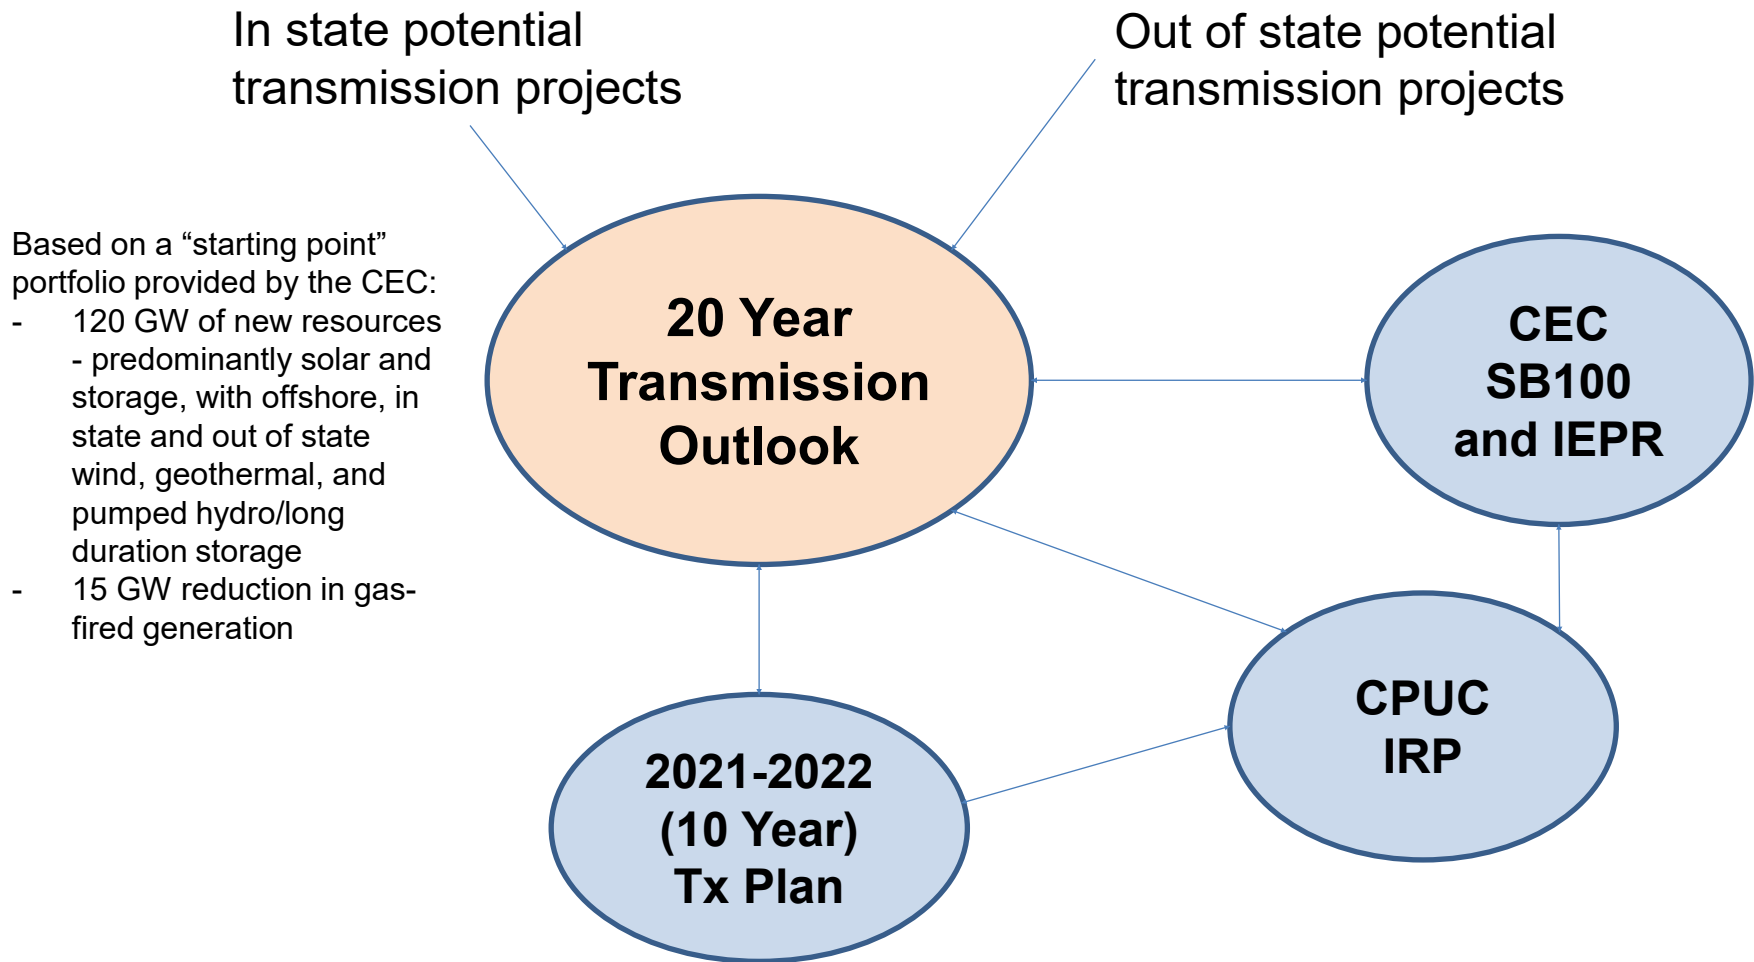 In state potential
transmission projects
Out of state potential
transmission projects
Based on a “starting point”
portfolio provided by the CEC:
- 120 GW of new resources
- predominantly solar and
storage, with offshore, in
state and out of state
wind, geothermal, and
pumped hydro/long
duration storage
- 15 GW reduction in gas-
fired generation
20 Year
Transmission
Outlook
CEC
SB100
and IEPR
CPUC
IRP
2021-2022
(10 Year)
Tx Plan